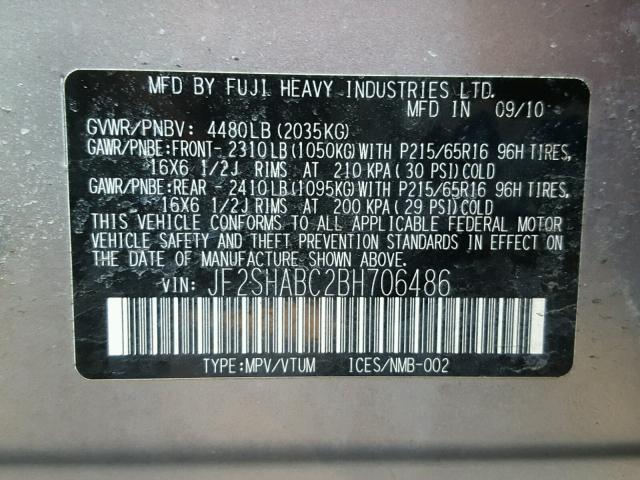 MFD BY FUJI HEAVY INDUSTRIES LTD.
MFD IN 09/10
GVWR/PNBV: 4480LB(2035KG)
GAWR/PNBE:FRONT- 2310LB(1050KG)WITH P215/65R16 96H TIRES,
16X6 1/2J RIMS AT 210 KPA(30 PSI)COLD
GAWR/PNBE:REAR - 2410LB(1095KG)WITH P215/65R16 96H TIRES,
16X6 1/2J RIMS AT 200 KPA(29 PSI)COLD
THIS VEHICLE CONFORMS TO ALL APPLICABLE FEDERAL MOTOR
VEHICLE SAFETY AND THEFT PREVENTION STANDARDS IN EFFECT
ON THE DATE OF MANUFACTURE SHOWN ABOVE.
VIN: JF2SHABC2BH706486
TYPE:MPV/VTUM ICES/NMB-002